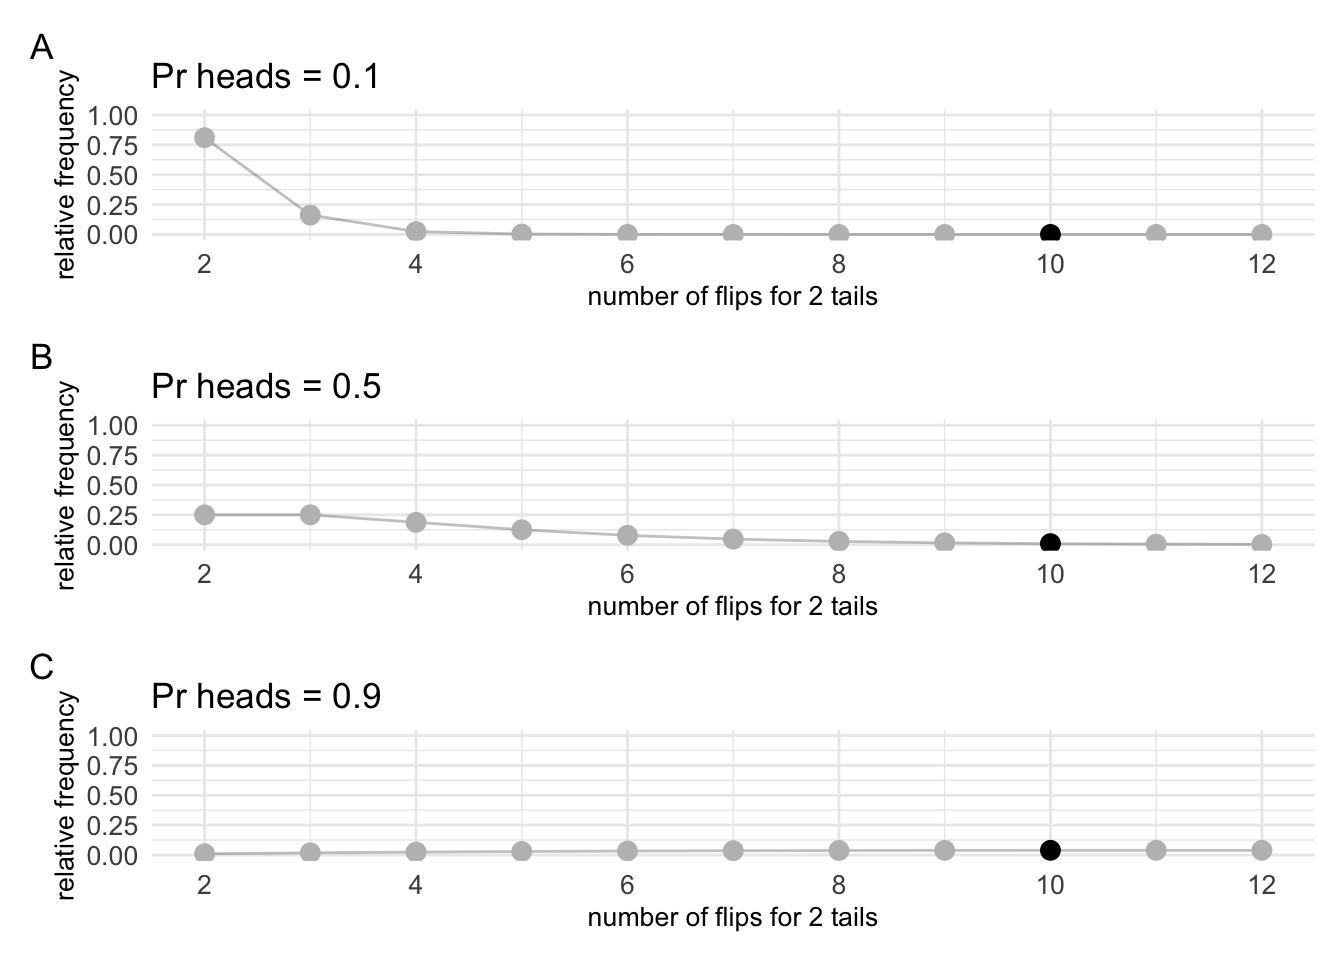 A
Pr heads = 0.1
relative frequency
1.00
0.75
0.50
0.25
0.00
2 4 6 8 10 12
number of flips for 2 tails
B
Pr heads = 0.5
relative frequency
1.00
0.75
0.50
0.25
0.00
2 4 6 8 10 12
number of flips for 2 tails
C
Pr heads = 0.9
relative frequency
1.00
0.75
0.50
0.25
0.00
2 4 6 8 10 12
number of flips for 2 tails